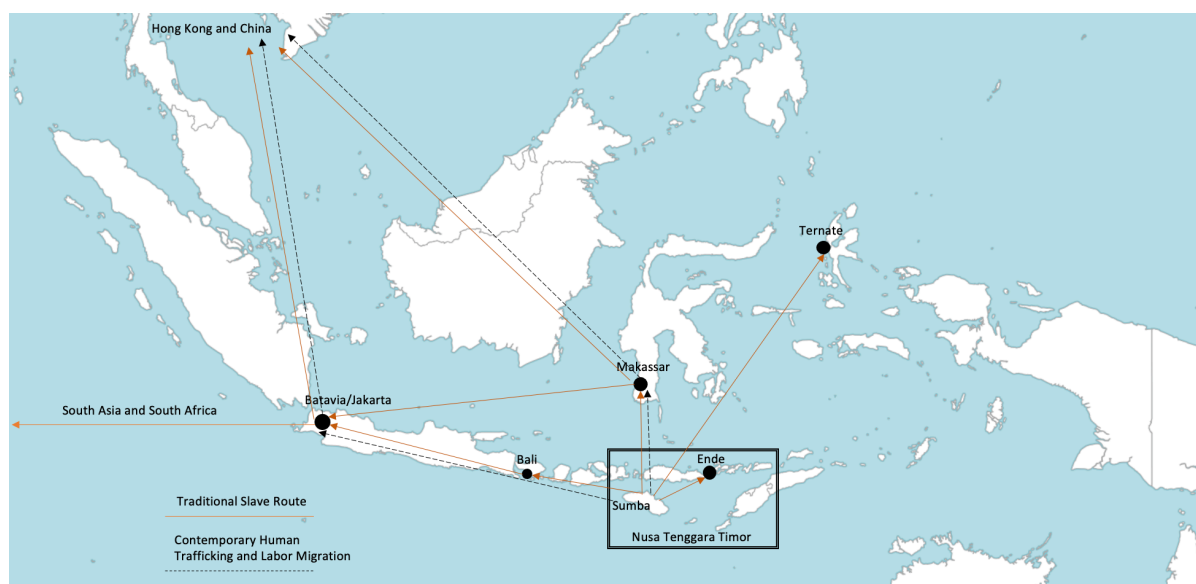 Hong Kong and China
Ternate
Makassar
Batavia/Jakarta
South Asia and South Africa
Bali
Ende
Sumba
Nusa Tenggara Timor
Traditional Slave Route
Contemporary Human
Trafficking and Labor Migration